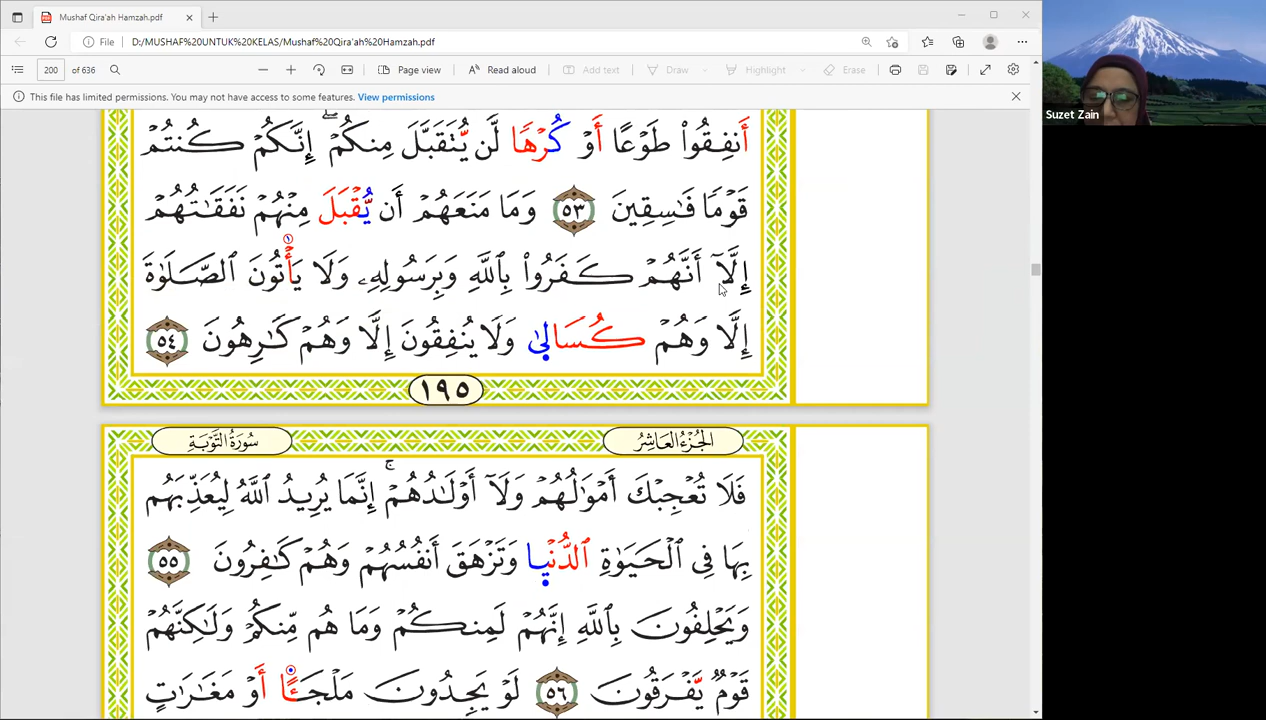 Mushaf Qira'ah Hamzah.pdf
File
D:/MUSHAF%20UNTUK%20KELAS/Mushaf%20Qira'ah%20Hamzah.pdf
200 of 636
Page view
Read aloud
Add text
Draw
Highlight
Erase
This file has limited permissions. You may not have access to some features. View permissions
Suzet Zain
أَنفِقُواْ طَوۡعًا أَوۡ كُرۡهًا لَّن يُتَقَبَّلَ مِنكُمۡۖ إِنَّكُمۡ كُنتُمۡ
قَوۡمًا فَٰسِقِينَ ٥٣ وَمَا مَنَعَهُمۡ أَن يُّقۡبَلَ مِنۡهُمۡ نَفَقَٰتُهُمۡ
إِلَّآ أَنَّهُمۡ كَفَرُواْ بِٱللَّهِ وَبِرَسُولِهِۦ وَلَا يَأۡتُونَ ٱلصَّلَوٰةَ
إِلَّا وَهُمۡ كُسَالىٰ وَلَا يُنفِقُونَ إِلَّا وَهُمۡ كَٰرِهُونَ ٥٤
١٩٥
الجُزْءُ العَاشِرُ
سُورَةُ التَّوْبَةِ
فَلَا تُعۡجِبۡكَ أَمۡوَٰلُهُمۡ وَلَآ أَوۡلَٰدُهُمۡۚ إِنَّمَا يُرِيدُ ٱللَّهُ لِيُعَذِّبَهُم
بِهَا فِي ٱلۡحَيَوٰةِ ٱلدُّنۡيا وَتَزۡهَقَ أَنفُسُهُمۡ وَهُمۡ كَٰفِرُونَ ٥٥
وَيَحۡلِفُونَ بِٱللَّهِ إِنَّهُمۡ لَمِنكُمۡ وَمَا هُم مِّنكُمۡ وَلَٰكِنَّهُمۡ
قَوۡمٌ يَّفۡرَقُونَ ٥٦ لَوۡ يَجِدُونَ مَلۡجَـًٔا أَوۡ مَغَٰرَٰتٍ